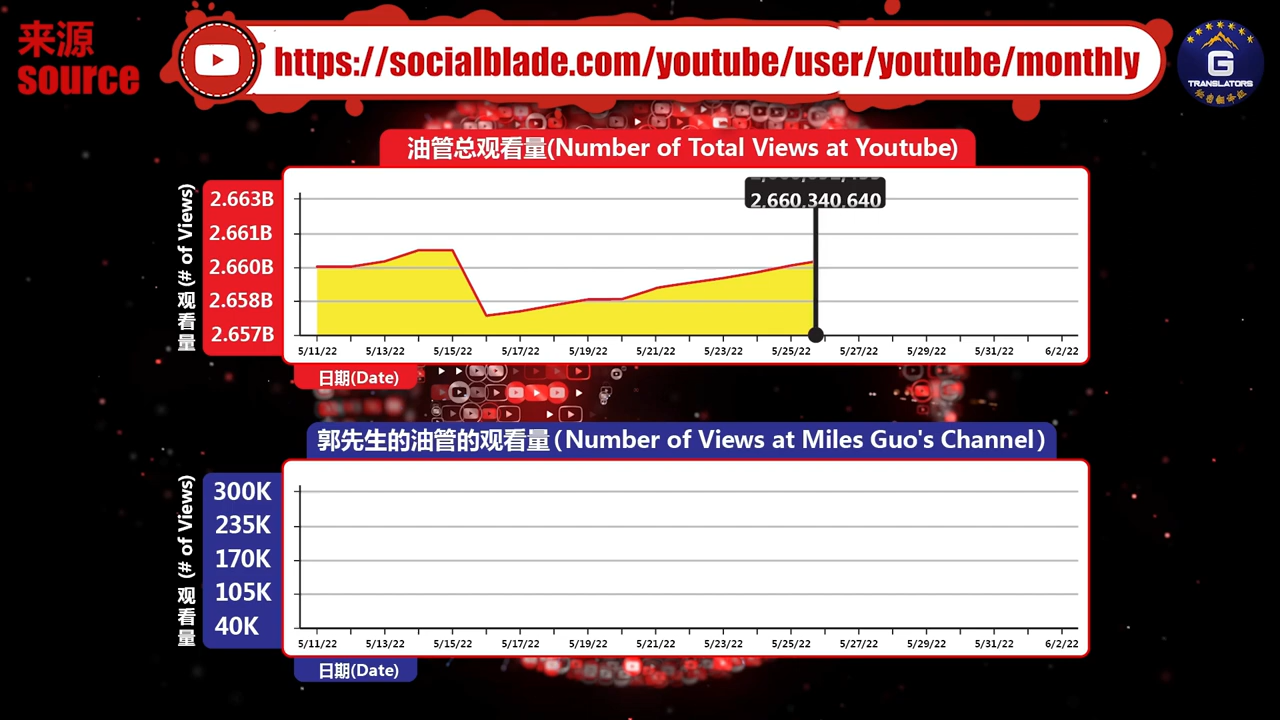 来源
source
https://socialblade.com/youtube/user/youtube/monthly
G
TRANSLATORS
油管总观看量(Number of Total Views at Youtube)
观看量 (# of Views)
2.663B
2.661B
2.660B
2.658B
2.657B
2,660,340,640
5/11/22 5/13/22 5/15/22 5/17/22 5/19/22 5/21/22 5/23/22 5/25/22 5/27/22 5/29/22 5/31/22 6/2/22
日期(Date)
郭先生的油管的观看量(Number of Views at Miles Guo's Channel)
观看量 (# of Views)
300K
235K
170K
105K
40K
5/11/22 5/13/22 5/15/22 5/17/22 5/19/22 5/21/22 5/23/22 5/25/22 5/27/22 5/29/22 5/31/22 6/2/22
日期(Date)